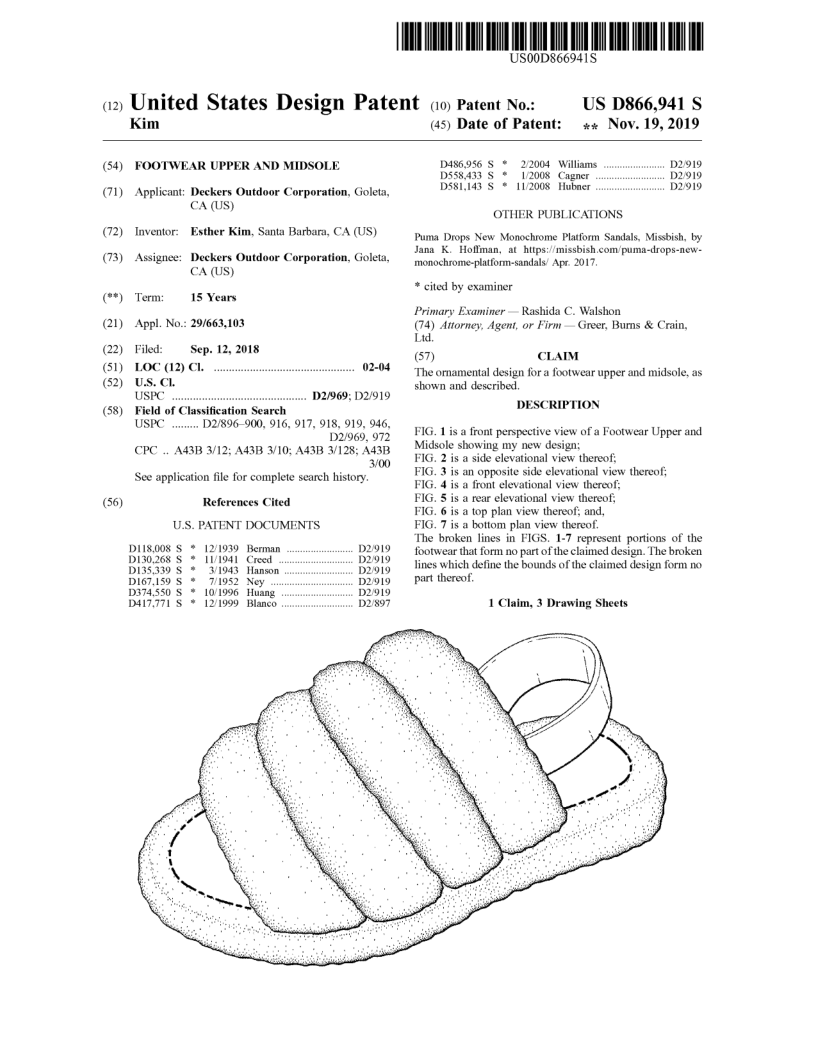 US00D866941S
(12) United States Design Patent
Kim
(10) Patent No.: US D866,941 S
(45) Date of Patent: ** Nov. 19, 2019
(54) FOOTWEAR UPPER AND MIDSOLE
(71) Applicant: Deckers Outdoor Corporation, Goleta,
CA (US)
(72) Inventor: Esther Kim, Santa Barbara, CA (US)
(73) Assignee: Deckers Outdoor Corporation, Goleta,
CA (US)
(**) Term: 15 Years
(21) Appl. No.: 29/663,103
(22) Filed: Sep. 12, 2018
(51) LOC (12) Cl. .............................................. 02-04
(52) U.S. Cl.
USPC ............................................ D2/969; D2/919
(58) Field of Classification Search
USPC ......... D2/896–900, 916, 917, 918, 919, 946,
D2/969, 972
CPC .. A43B 3/12; A43B 3/10; A43B 3/128; A43B
3/00
See application file for complete search history.
(56) References Cited
U.S. PATENT DOCUMENTS
D118,008 S * 12/1939 Berman ........................ D2/919
D130,268 S * 11/1941 Creed ........................... D2/919
D135,339 S * 3/1943 Hanson ......................... D2/919
D167,159 S * 7/1952 Ney .............................. D2/919
D374,550 S * 10/1996 Huang .......................... D2/919
D417,771 S * 12/1999 Blanco .......................... D2/897
D486,956 S * 2/2004 Williams ...................... D2/919
D558,433 S * 1/2008 Cagner ......................... D2/919
D581,143 S * 11/2008 Hubner ......................... D2/919
OTHER PUBLICATIONS
Puma Drops New Monochrome Platform Sandals, Missbish, by
Jana K. Hoffman, at https://missbish.com/puma-drops-new-
monochrome-platform-sandals/ Apr. 2017.
* cited by examiner
Primary Examiner — Rashida C. Walshon
(74) Attorney, Agent, or Firm — Greer, Burns & Crain,
Ltd.
(57) CLAIM
The ornamental design for a footwear upper and midsole, as
shown and described.
DESCRIPTION
FIG. 1 is a front perspective view of a Footwear Upper and
Midsole showing my new design;
FIG. 2 is a side elevational view thereof;
FIG. 3 is an opposite side elevational view thereof;
FIG. 4 is a front elevational view thereof;
FIG. 5 is a rear elevational view thereof;
FIG. 6 is a top plan view thereof; and,
FIG. 7 is a bottom plan view thereof.
The broken lines in FIGS. 1-7 represent portions of the
footwear that form no part of the claimed design. The broken
lines which define the bounds of the claimed design form no
part thereof.
1 Claim, 3 Drawing Sheets